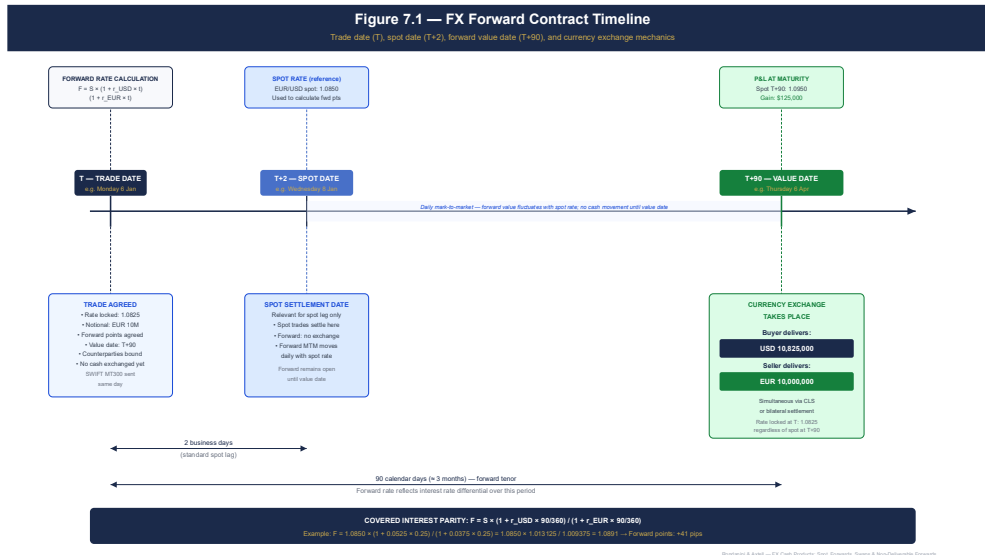 Figure 7.1 — FX Forward Contract Timeline
Trade date (T), spot date (T+2), forward value date (T+90), and currency exchange mechanics
FORWARD RATE CALCULATION
F = S × (1 + r_USD × t)
(1 + r_EUR × t)
SPOT RATE (reference)
EUR/USD spot: 1.0850
Used to calculate fwd pts
P&L AT MATURITY
Spot T+90: 1.0950
Gain: $125,000
T — TRADE DATE
e.g. Monday 6 Jan
T+2 — SPOT DATE
e.g. Wednesday 8 Jan
T+90 — VALUE DATE
e.g. Thursday 6 Apr
Daily mark-to-market — forward value fluctuates with spot rate; no cash movement until value date
TRADE AGREED
• Rate locked: 1.0825
• Notional: EUR 10M
• Forward points agreed
• Value date: T+90
• Counterparties bound
• No cash exchanged yet
SWIFT MT300 sent
same day
SPOT SETTLEMENT DATE
Relevant for spot leg only
• Spot trades settle here
• Forward: no exchange
• Forward MTM moves
daily with spot rate
Forward remains open
until value date
CURRENCY EXCHANGE
TAKES PLACE
Buyer delivers:
USD 10,825,000
Seller delivers:
EUR 10,000,000
Simultaneous via CLS
or bilateral settlement
Rate locked at T: 1.0825
regardless of spot at T+90
2 business days
(standard spot lag)
90 calendar days (≈ 3 months) — forward tenor
Forward rate reflects interest rate differential over this period
COVERED INTEREST PARITY: F = S × (1 + r_USD × 90/360) / (1 + r_EUR × 90/360)
Example: F = 1.0850 × (1 + 0.0525 × 0.25) / (1 + 0.0375 × 0.25) = 1.0850 × 1.013125 / 1.009375 = 1.0891 → Forward points: +41 pips